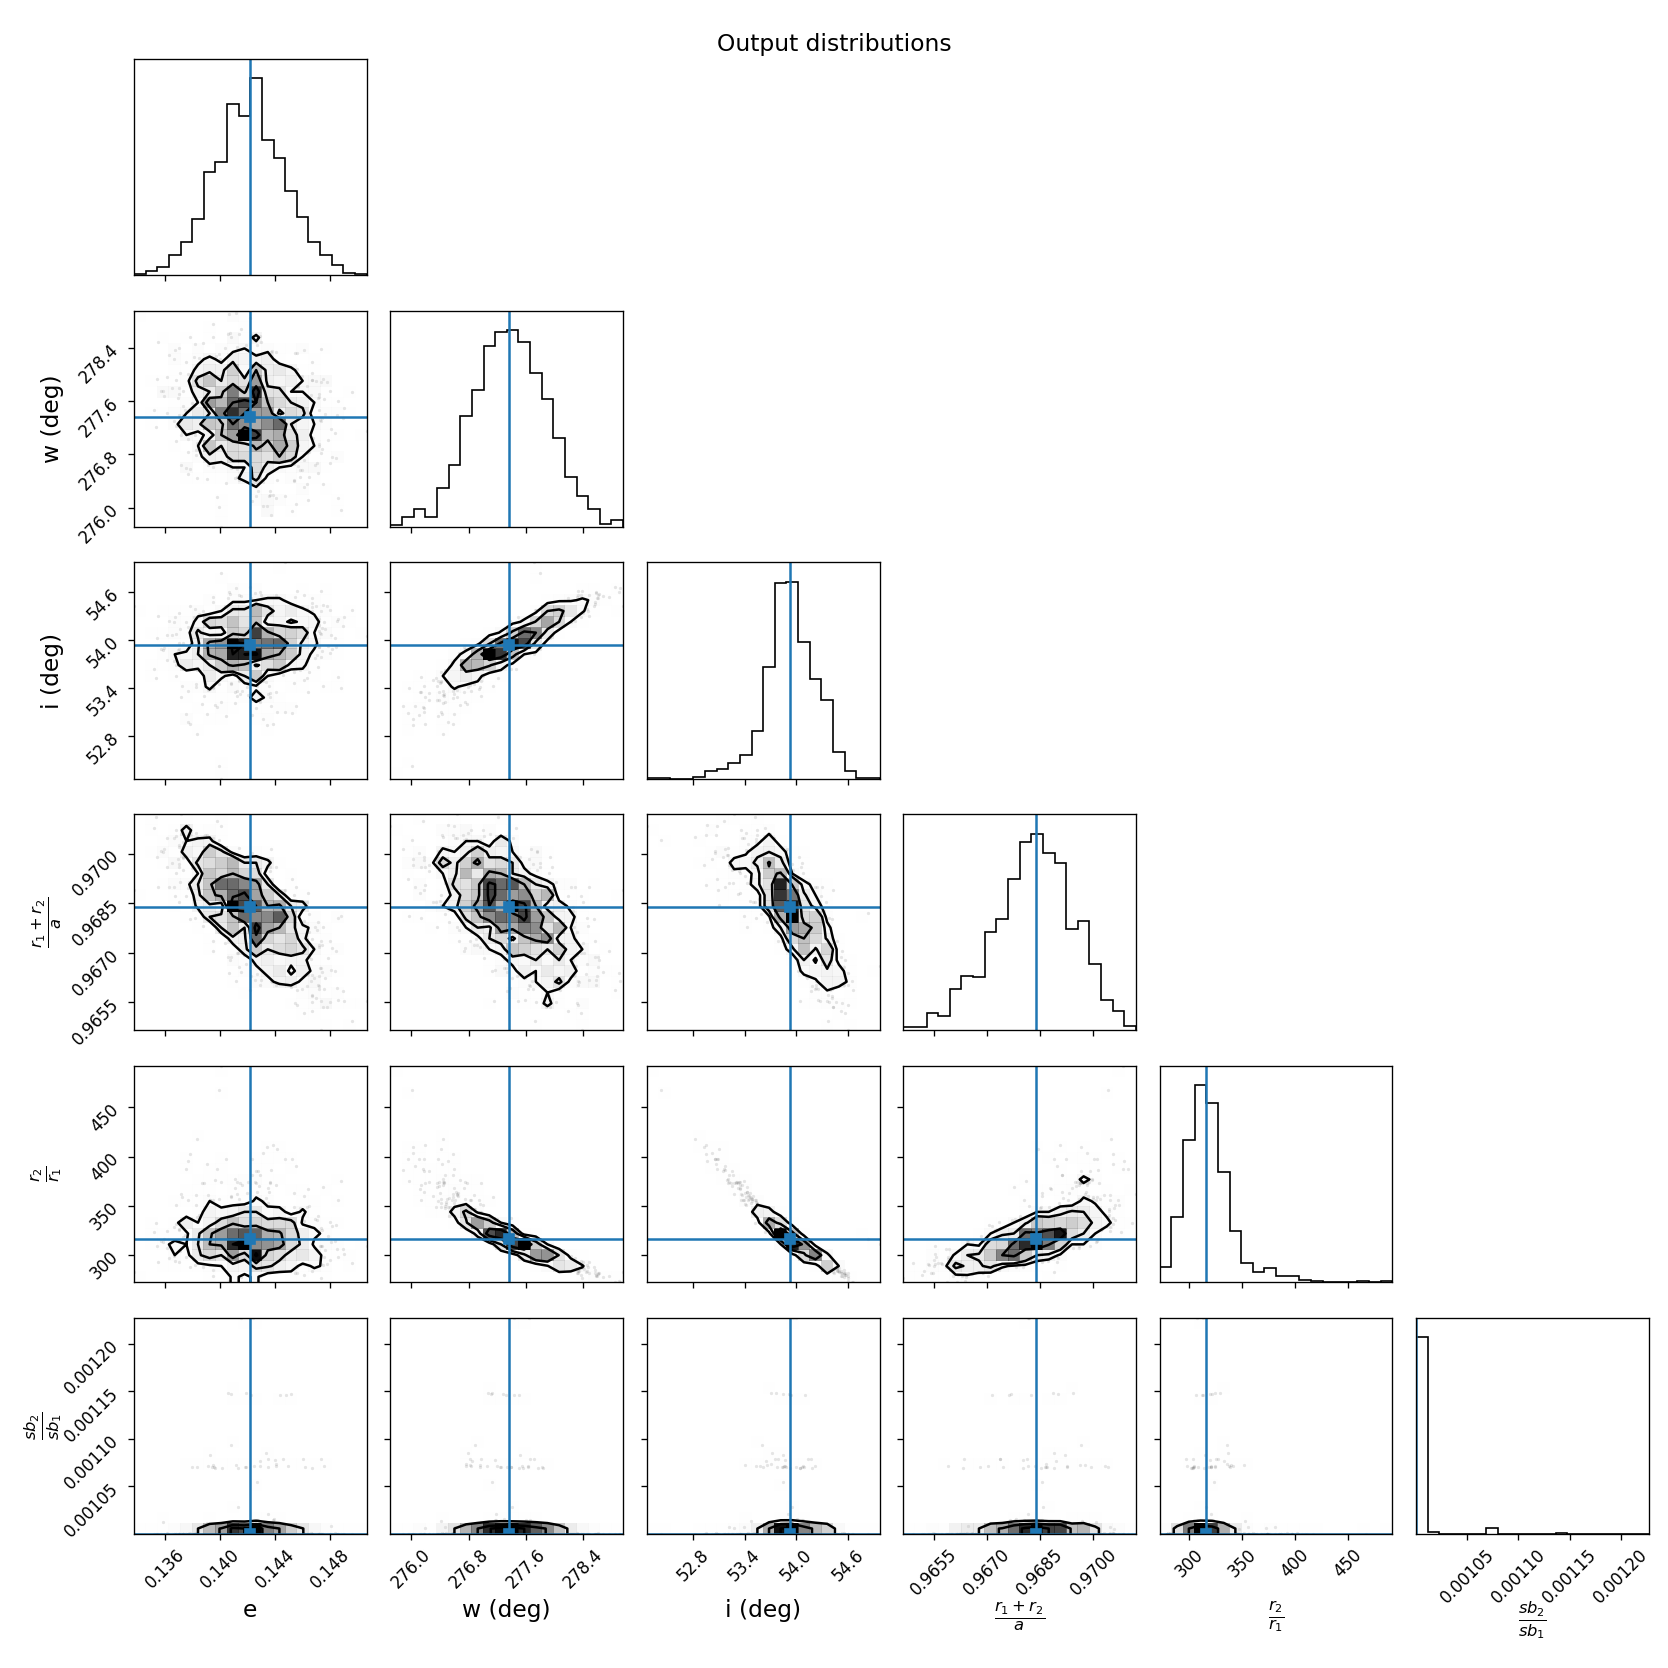 Output distributions
w (deg)
278.4
277.6
276.8
276.0
i (deg)
54.6
54.0
53.4
52.8
r₁ + r₂ / a
0.9700
0.9685
0.9670
0.9655
r₂ / r₁
450
400
350
300
sb₂ / sb₁
0.00120
0.00115
0.00110
0.00105
0.136 0.140 0.144 0.148
276.0 276.8 277.6 278.4
52.8 53.4 54.0 54.6
0.9655 0.9670 0.9685 0.9700
300 350 400 450
0.00105 0.00110 0.00115 0.00120
e
w (deg)
i (deg)
r₁ + r₂ / a
r₂ / r₁
sb₂ / sb₁